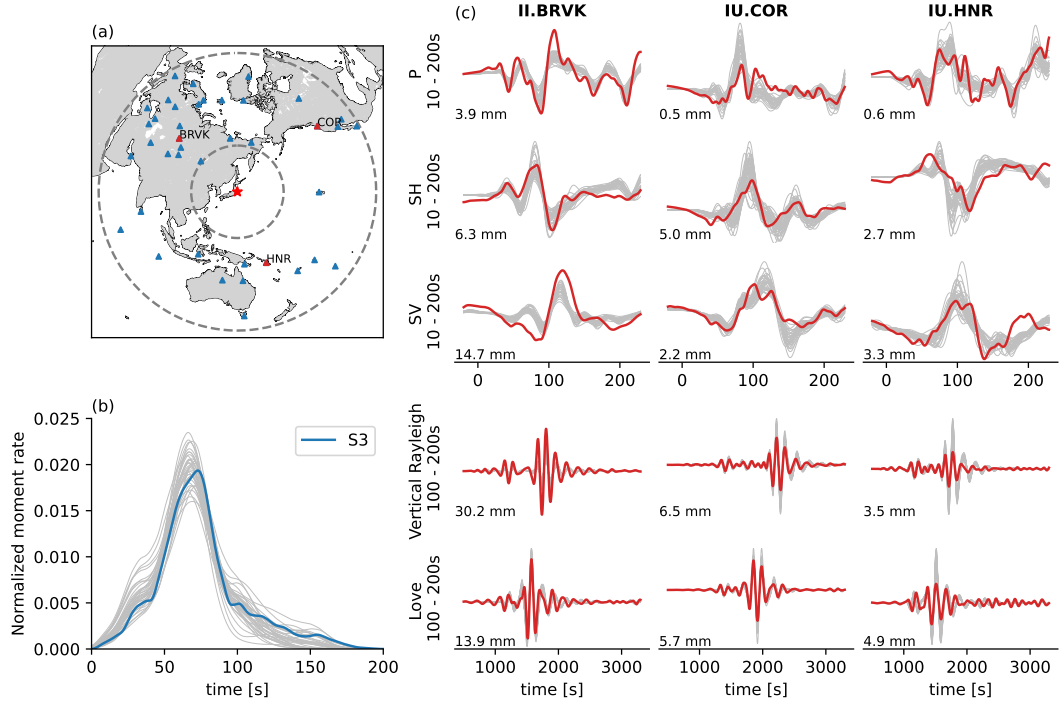 (a)
BRVK
COR
HNR
(b)
Normalized moment rate
0.025
0.020
0.015
0.010
0.005
0.000
S3
0 50 100 150 200
time [s]
(c)
II.BRVK IU.COR IU.HNR
P
10 - 200s
3.9 mm 0.5 mm 0.6 mm
SH
10 - 200s
6.3 mm 5.0 mm 2.7 mm
SV
10 - 200s
14.7 mm 2.2 mm 3.3 mm
0 100 200 0 100 200 0 100 200
Vertical Rayleigh
100 - 200s
30.2 mm 6.5 mm 3.5 mm
Love
100 - 200s
13.9 mm 5.7 mm 4.9 mm
1000 2000 3000 1000 2000 3000 1000 2000 3000
time [s] time [s] time [s]